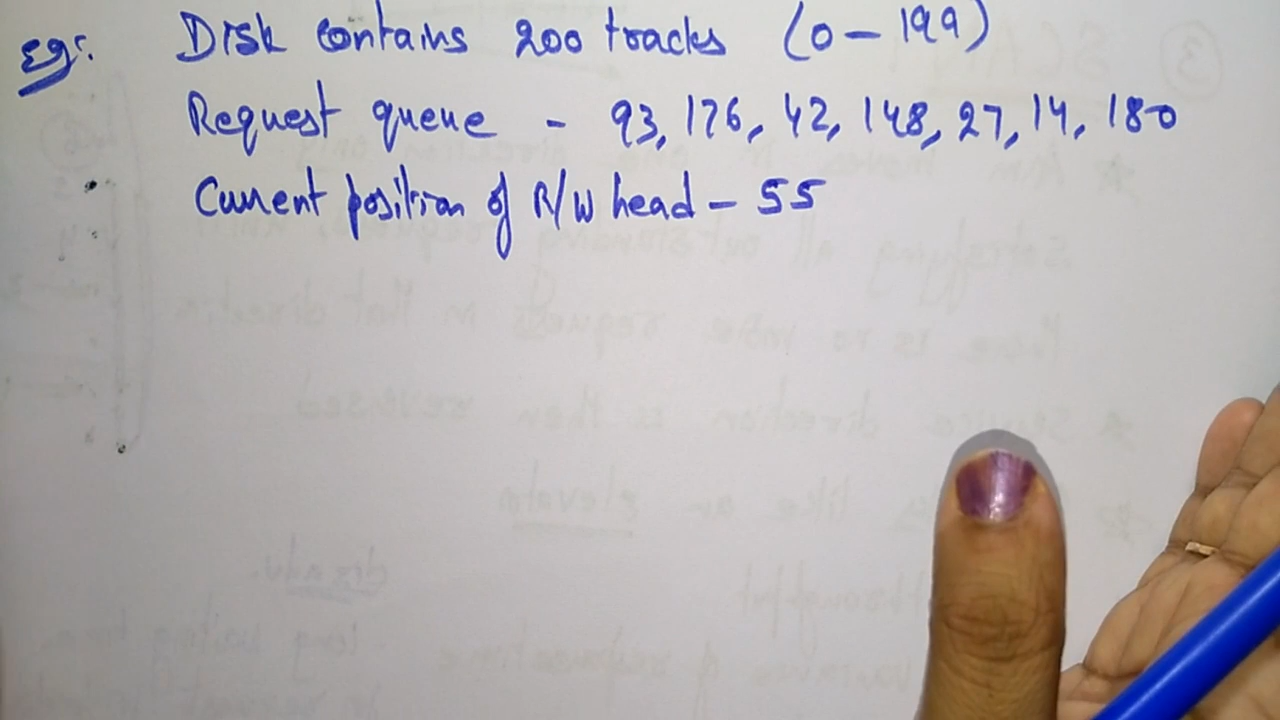 Eg:. Disk contains 200 tracks (0-199)
Request queue - 93, 176, 42, 148, 27, 14, 180
Current position of R/W head - 55